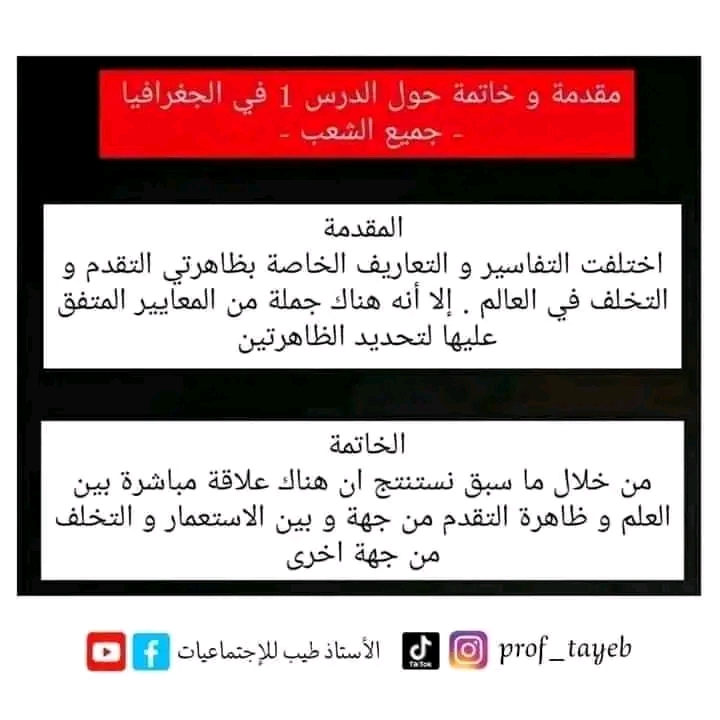 مقدمة و خاتمة حول الدرس 1 في الجغرافيا
- جميع الشعب -
المقدمة
اختلفت التفاسير و التعاريف الخاصة بظاهرتي التقدم و
التخلف في العالم . إلا أنه هناك جملة من المعايير المتفق
عليها لتحديد الظاهرتين
الخاتمة
من خلال ما سبق نستنتج ان هناك علاقة مباشرة بين
العلم و ظاهرة التقدم من جهة و بين الاستعمار و التخلف
من جهة اخرى
الأستاذ طيب للإجتماعيات TikTok prof_tayeb